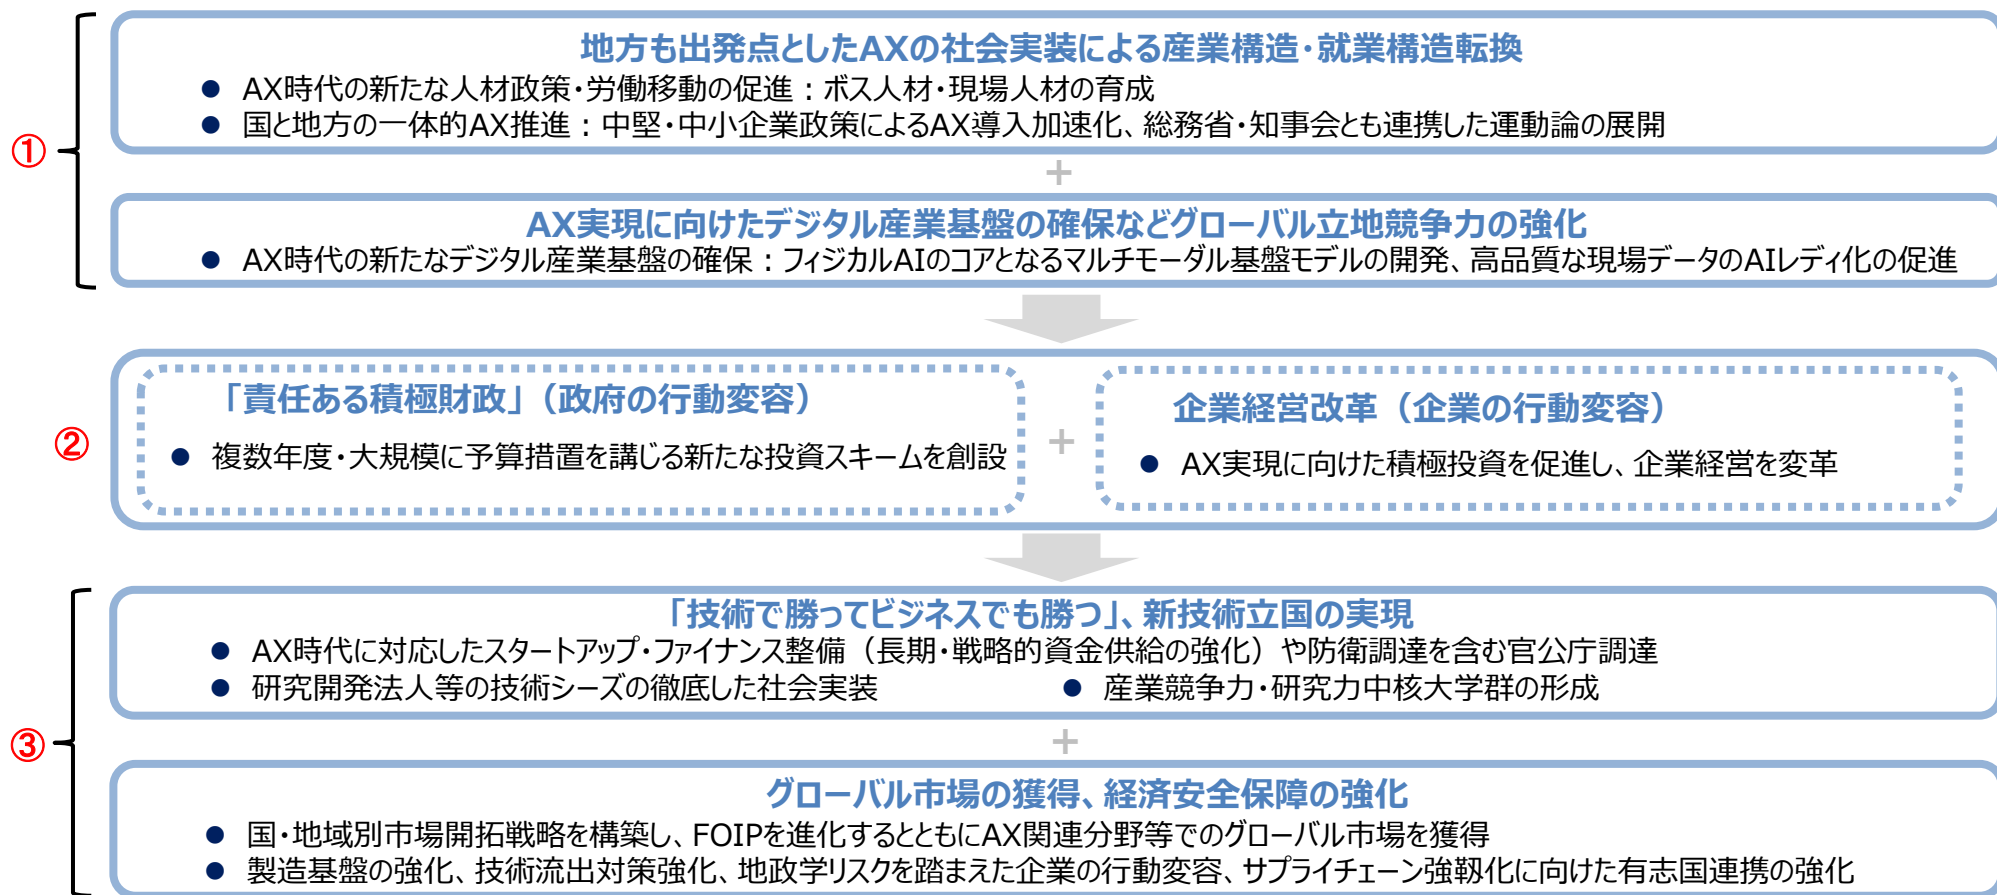 ①
地方も出発点としたAXの社会実装による産業構造・就業構造転換
● AX時代の新たな人材政策・労働移動の促進：ボス人材・現場人材の育成
● 国と地方の一体的AX推進：中堅・中小企業政策によるAX導入加速化、総務省・知事会とも連携した運動論の展開
+
AX実現に向けたデジタル産業基盤の確保などグローバル立地競争力の強化
● AX時代の新たなデジタル産業基盤の確保：フィジカルAIのコアとなるマルチモーダル基盤モデルの開発、高品質な現場データのAIレディ化の促進
②
「責任ある積極財政」（政府の行動変容）
● 複数年度・大規模に予算措置を講じる新たな投資スキームを創設
+
企業経営改革（企業の行動変容）
● AX実現に向けた積極投資を促進し、企業経営を変革
③
「技術で勝ってビジネスでも勝つ」、新技術立国の実現
● AX時代に対応したスタートアップ・ファイナンス整備（長期・戦略的資金供給の強化）や防衛調達を含む官公庁調達
● 研究開発法人等の技術シーズの徹底した社会実装
● 産業競争力・研究力中核大学群の形成
+
グローバル市場の獲得、経済安全保障の強化
● 国・地域別市場開拓戦略を構築し、FOIPを進化するとともにAX関連分野等でのグローバル市場を獲得
● 製造基盤の強化、技術流出対策強化、地政学リスクを踏まえた企業の行動変容、サプライチェーン強靱化に向けた有志国連携の強化